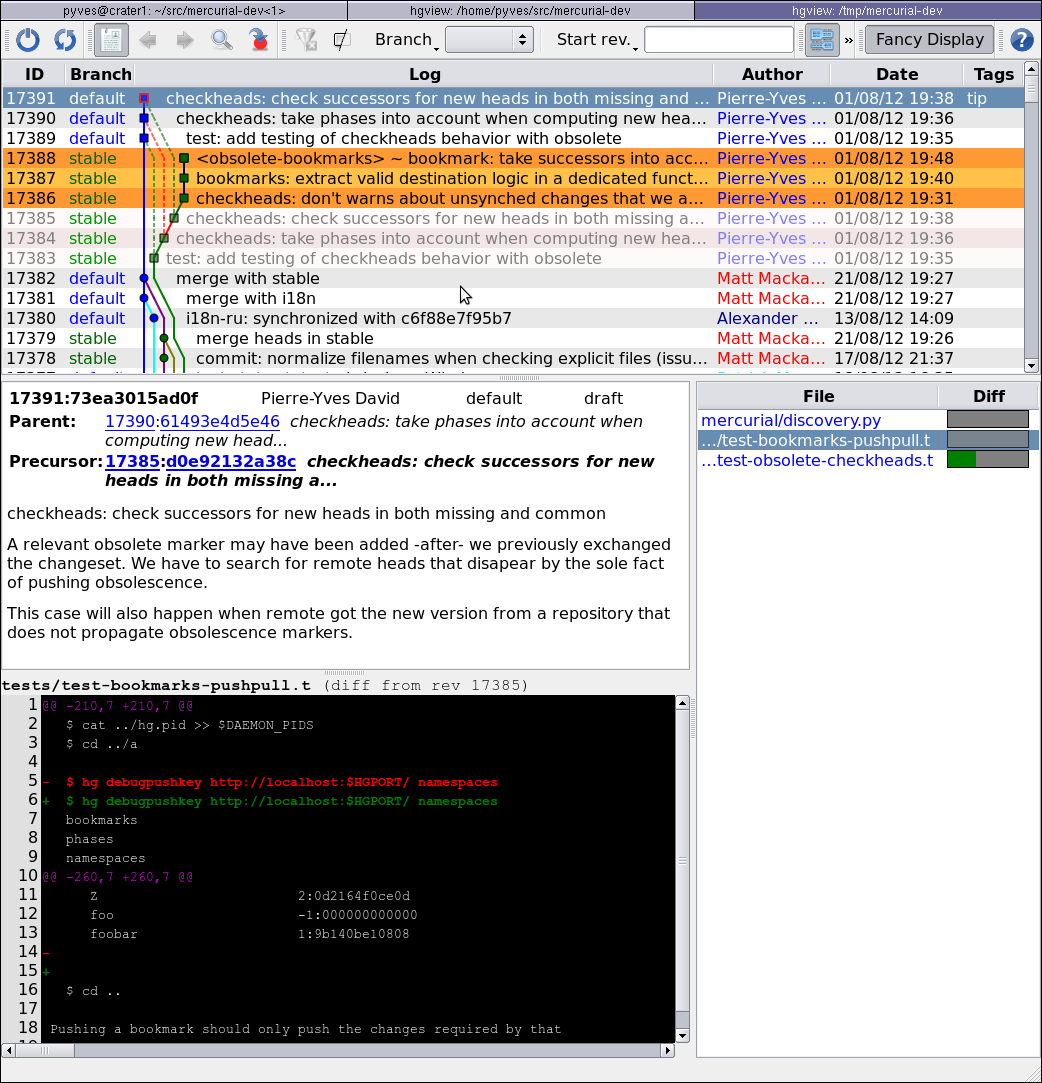 pyves@crater1: ~/src/mercurial-dev<1> hgview: /home/pyves/src/mercurial-dev hgview: /tmp/mercurial-dev
Branch Start rev. » Fancy Display ?
ID Branch Log Author Date Tags
17391 default checkheads: check successors for new heads in both missing and ... Pierre-Yves ... 01/08/12 19:38 tip
17390 default checkheads: take phases into account when computing new hea... Pierre-Yves ... 01/08/12 19:36
17389 default test: add testing of checkheads behavior with obsolete Pierre-Yves ... 01/08/12 19:35
17388 stable <obsolete-bookmarks> ~ bookmark: take successors into acc... Pierre-Yves ... 01/08/12 19:48
17387 stable bookmarks: extract valid destination logic in a dedicated funct... Pierre-Yves ... 01/08/12 19:40
17386 stable checkheads: don't warns about unsynched changes that we a... Pierre-Yves ... 01/08/12 19:31
17385 stable checkheads: check successors for new heads in both missing a... Pierre-Yves ... 01/08/12 19:38
17384 stable checkheads: take phases into account when computing new hea... Pierre-Yves ... 01/08/12 19:36
17383 stable test: add testing of checkheads behavior with obsolete Pierre-Yves ... 01/08/12 19:35
17382 default merge with stable Matt Macka... 21/08/12 19:27
17381 default merge with i18n Matt Macka... 21/08/12 19:27
17380 default i18n-ru: synchronized with c6f88e7f95b7 Alexander ... 13/08/12 14:09
17379 stable merge heads in stable Matt Macka... 21/08/12 19:26
17378 stable commit: normalize filenames when checking explicit files (issu... Matt Macka... 17/08/12 21:37
17391:73ea3015ad0f Pierre-Yves David default draft
Parent: 17390:61493e4d5e46 checkheads: take phases into account when
computing new head...
Precursor: 17385:d0e92132a38c checkheads: check successors for new
heads in both missing a...
checkheads: check successors for new heads in both missing and common
A relevant obsolete marker may have been added -after- we previously exchanged
the changeset. We have to search for remote heads that disapear by the sole fact
of pushing obsolescence.
This case will also happen when remote got the new version from a repository that
does not propagate obsolescence markers.
File Diff
mercurial/discovery.py
.../test-bookmarks-pushpull.t
...test-obsolete-checkheads.t
tests/test-bookmarks-pushpull.t (diff from rev 17385)
1 @@ -210,7 +210,7 @@
2 $ cat ../hg.pid >> $DAEMON_PIDS
3 $ cd ../a
4
5 - $ hg debugpushkey http://localhost:$HGPORT/ namespaces
6 + $ hg debugpushkey http://localhost:$HGPORT/ namespaces
7 bookmarks
8 phases
9 namespaces
10 @@ -260,7 +260,7 @@
11 Z 2:0d2164f0ce0d
12 foo -1:000000000000
13 foobar 1:9b140be10808
14 -
15 +
16 $ cd ..
17
18 Pushing a bookmark should only push the changes required by that